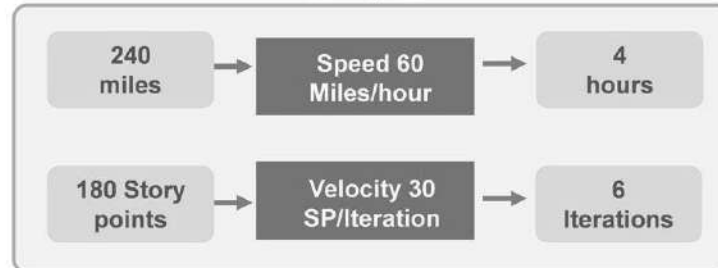 240
miles
Speed 60
Miles/hour
4
hours
180 Story
points
Velocity 30
SP/Iteration
6
Iterations